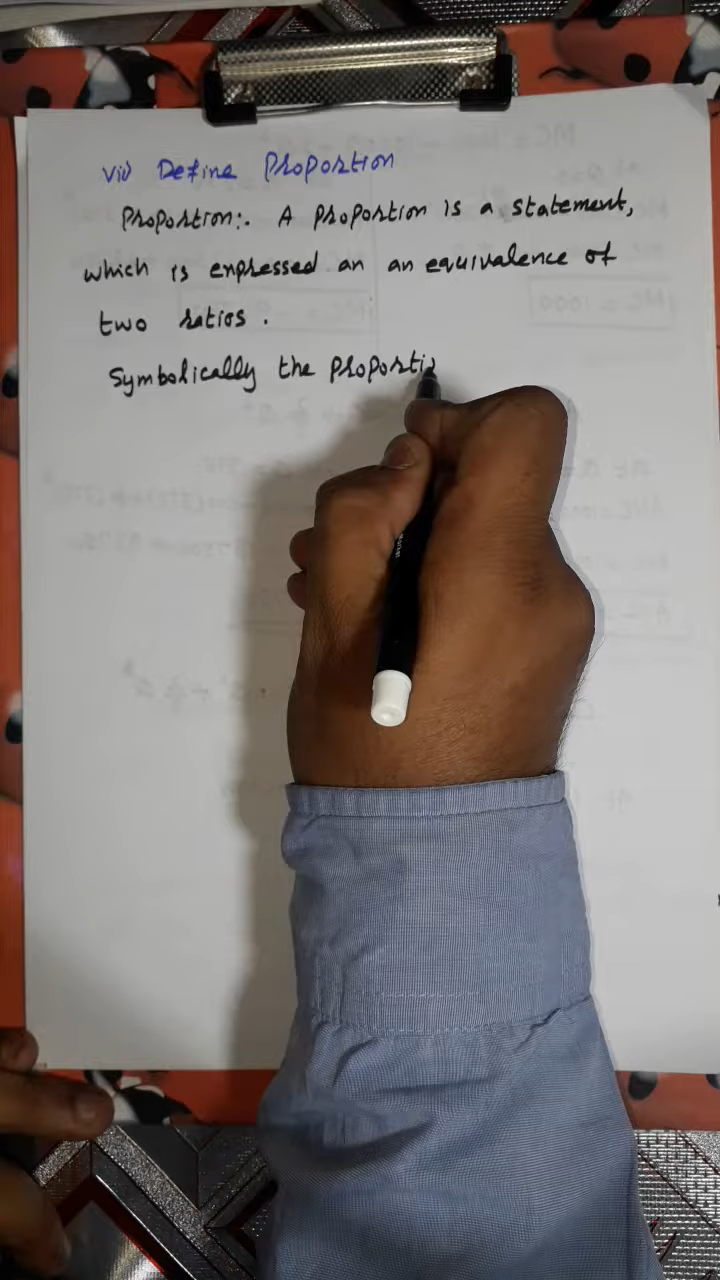 vii) Define Proportion
Proportion:. A proportion is a statement,
which is expressed an an equivalence of
two ratios.
Symbolically the proporti